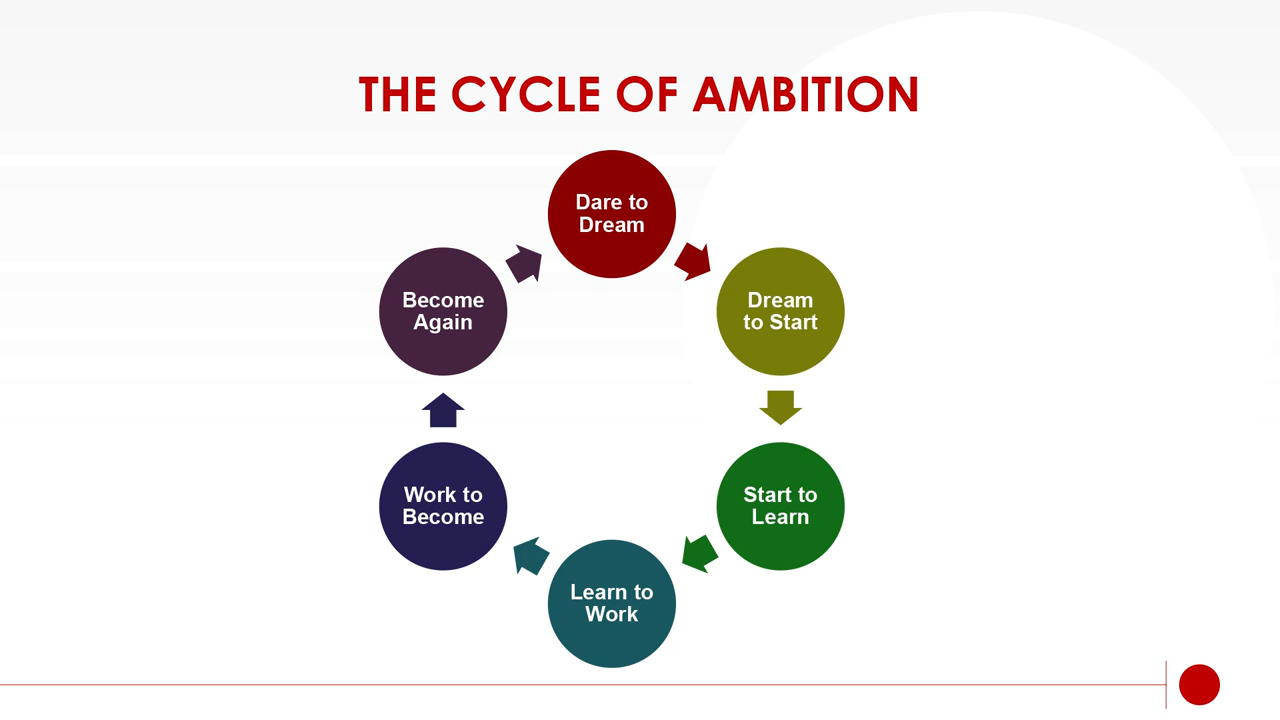 THE CYCLE OF AMBITION
Dare to
Dream
Dream
to Start
Start to
Learn
Learn to
Work
Work to
Become
Become
Again